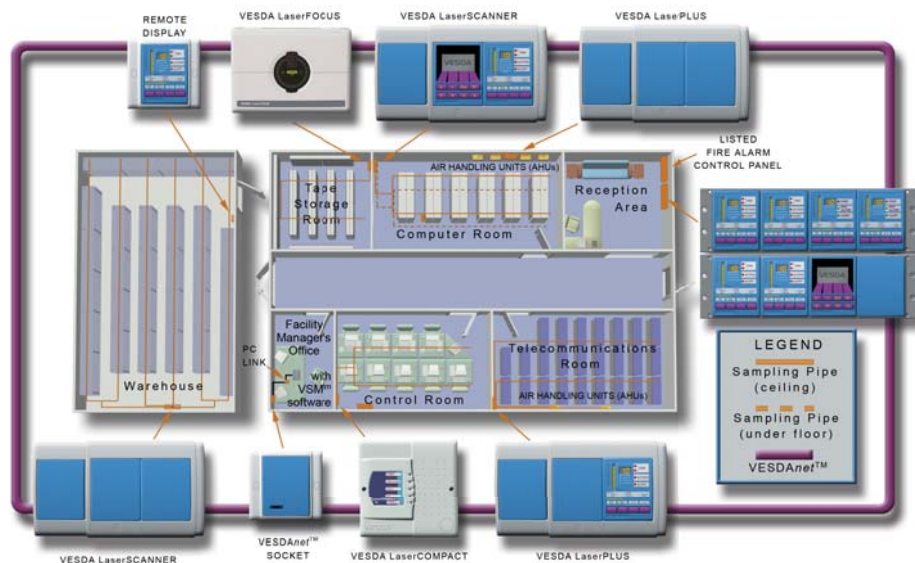 REMOTE
DISPLAY
VESDA LaserFOCUS
VESDA LaserSCANNER
VESDA LaserPLUS
VESDA
LISTED
FIRE ALARM
CONTROL PANEL
Tape
Storage
Room
AIR HANDLING UNITS (AHUs)
Computer Room
Reception
Area
Warehouse
PC
LINK
Facility
Manager's
Office
with
VSM™
software
Control Room
Telecommunications
Room
AIR HANDLING UNITS (AHUs)
VESDA
LEGEND
Sampling Pipe
(ceiling)
Sampling Pipe
(under floor)
VESDAnet™
VESDA LaserSCANNER
VESDAnet™
SOCKET
VESDA LaserCOMPACT
VESDA LaserPLUS